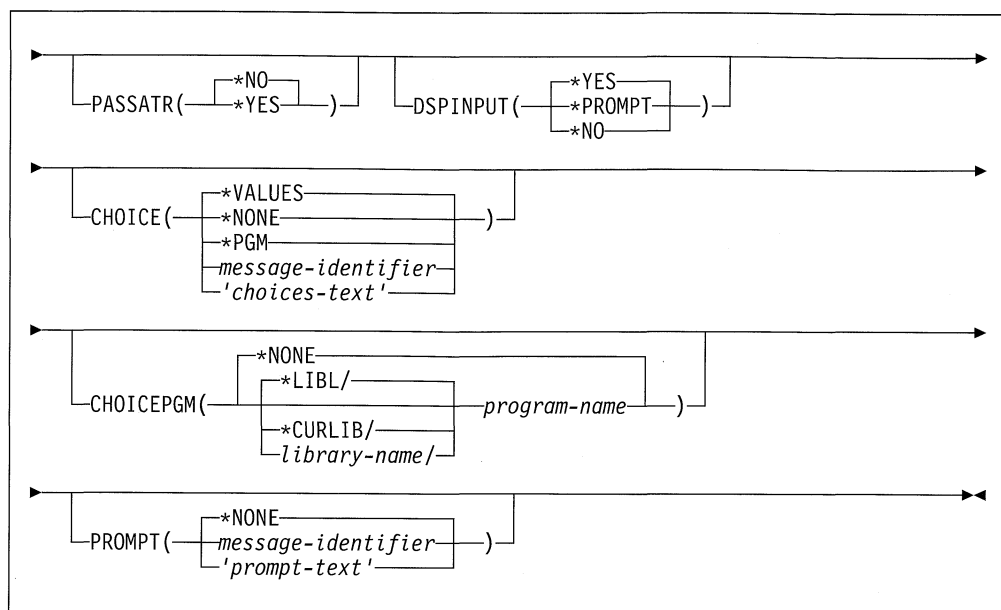 *NO *YES
PASSATR( *YES ) DSPINPUT( *PROMPT )
*NO
*VALUES
CHOICE( *NONE )
*PGM
message-identifier
'choices-text'
*NONE
*LIBL/
CHOICEPGM( program-name )
*CURLIB/
library-name/
*NONE
PROMPT( message-identifier )
'prompt-text'